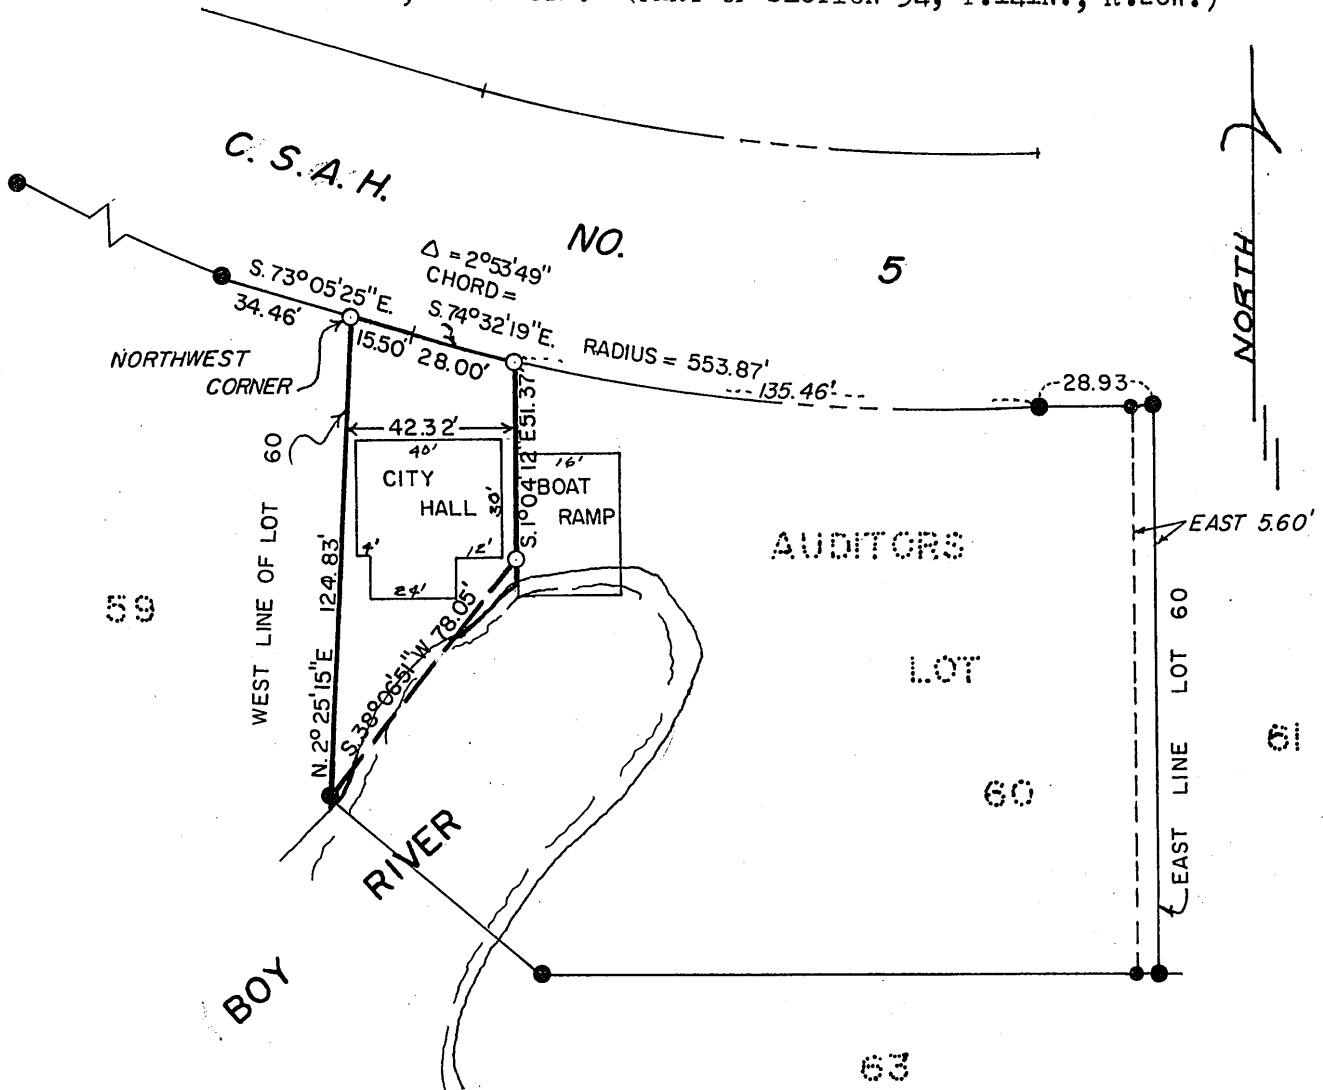 SECTION 34, T.141N.,
C. S. A. H.
NO.
5
NORTH
Δ = 2°53'49"
CHORD =
S.74°32'19"E.
S. 73°05'25"E.
34.46'
15.50'
28.00'
RADIUS = 553.87'
135.46'
28.93
NORTHWEST
CORNER
60
WEST LINE OF LOT
42.32'
40'
CITY
HALL
30'
4'
12'
24'
S.1°04'12"E 51.37'
16'
BOAT
RAMP
AUDITORS
LOT
60
EAST 5.60'
EAST LINE LOT 60
59
61
63
N. 2°25'15"E 124.83'
S.38°06'51"W 78.05'
BOY RIVER